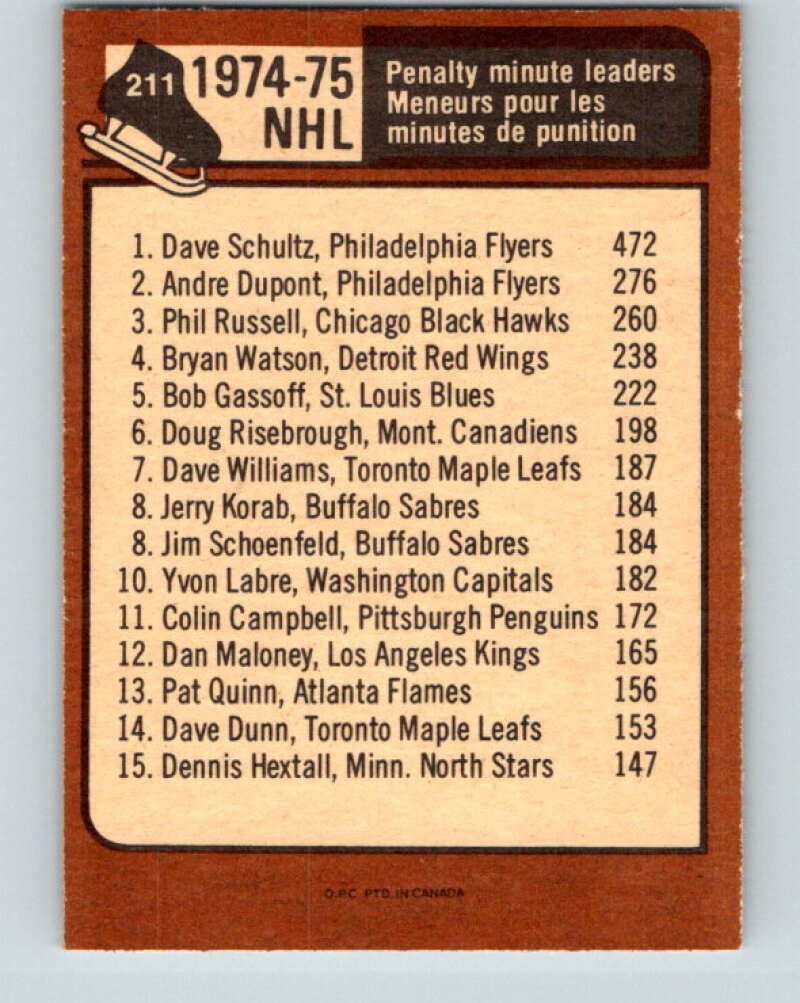 211 1974-75
NHL
Penalty minute leaders
Meneurs pour les
minutes de punition
1. Dave Schultz, Philadelphia Flyers 472
2. Andre Dupont, Philadelphia Flyers 276
3. Phil Russell, Chicago Black Hawks 260
4. Bryan Watson, Detroit Red Wings 238
5. Bob Gassoff, St. Louis Blues 222
6. Doug Risebrough, Mont. Canadiens 198
7. Dave Williams, Toronto Maple Leafs 187
8. Jerry Korab, Buffalo Sabres 184
8. Jim Schoenfeld, Buffalo Sabres 184
10. Yvon Labre, Washington Capitals 182
11. Colin Campbell, Pittsburgh Penguins 172
12. Dan Maloney, Los Angeles Kings 165
13. Pat Quinn, Atlanta Flames 156
14. Dave Dunn, Toronto Maple Leafs 153
15. Dennis Hextall, Minn. North Stars 147
O.P.C. PTD. IN CANADA